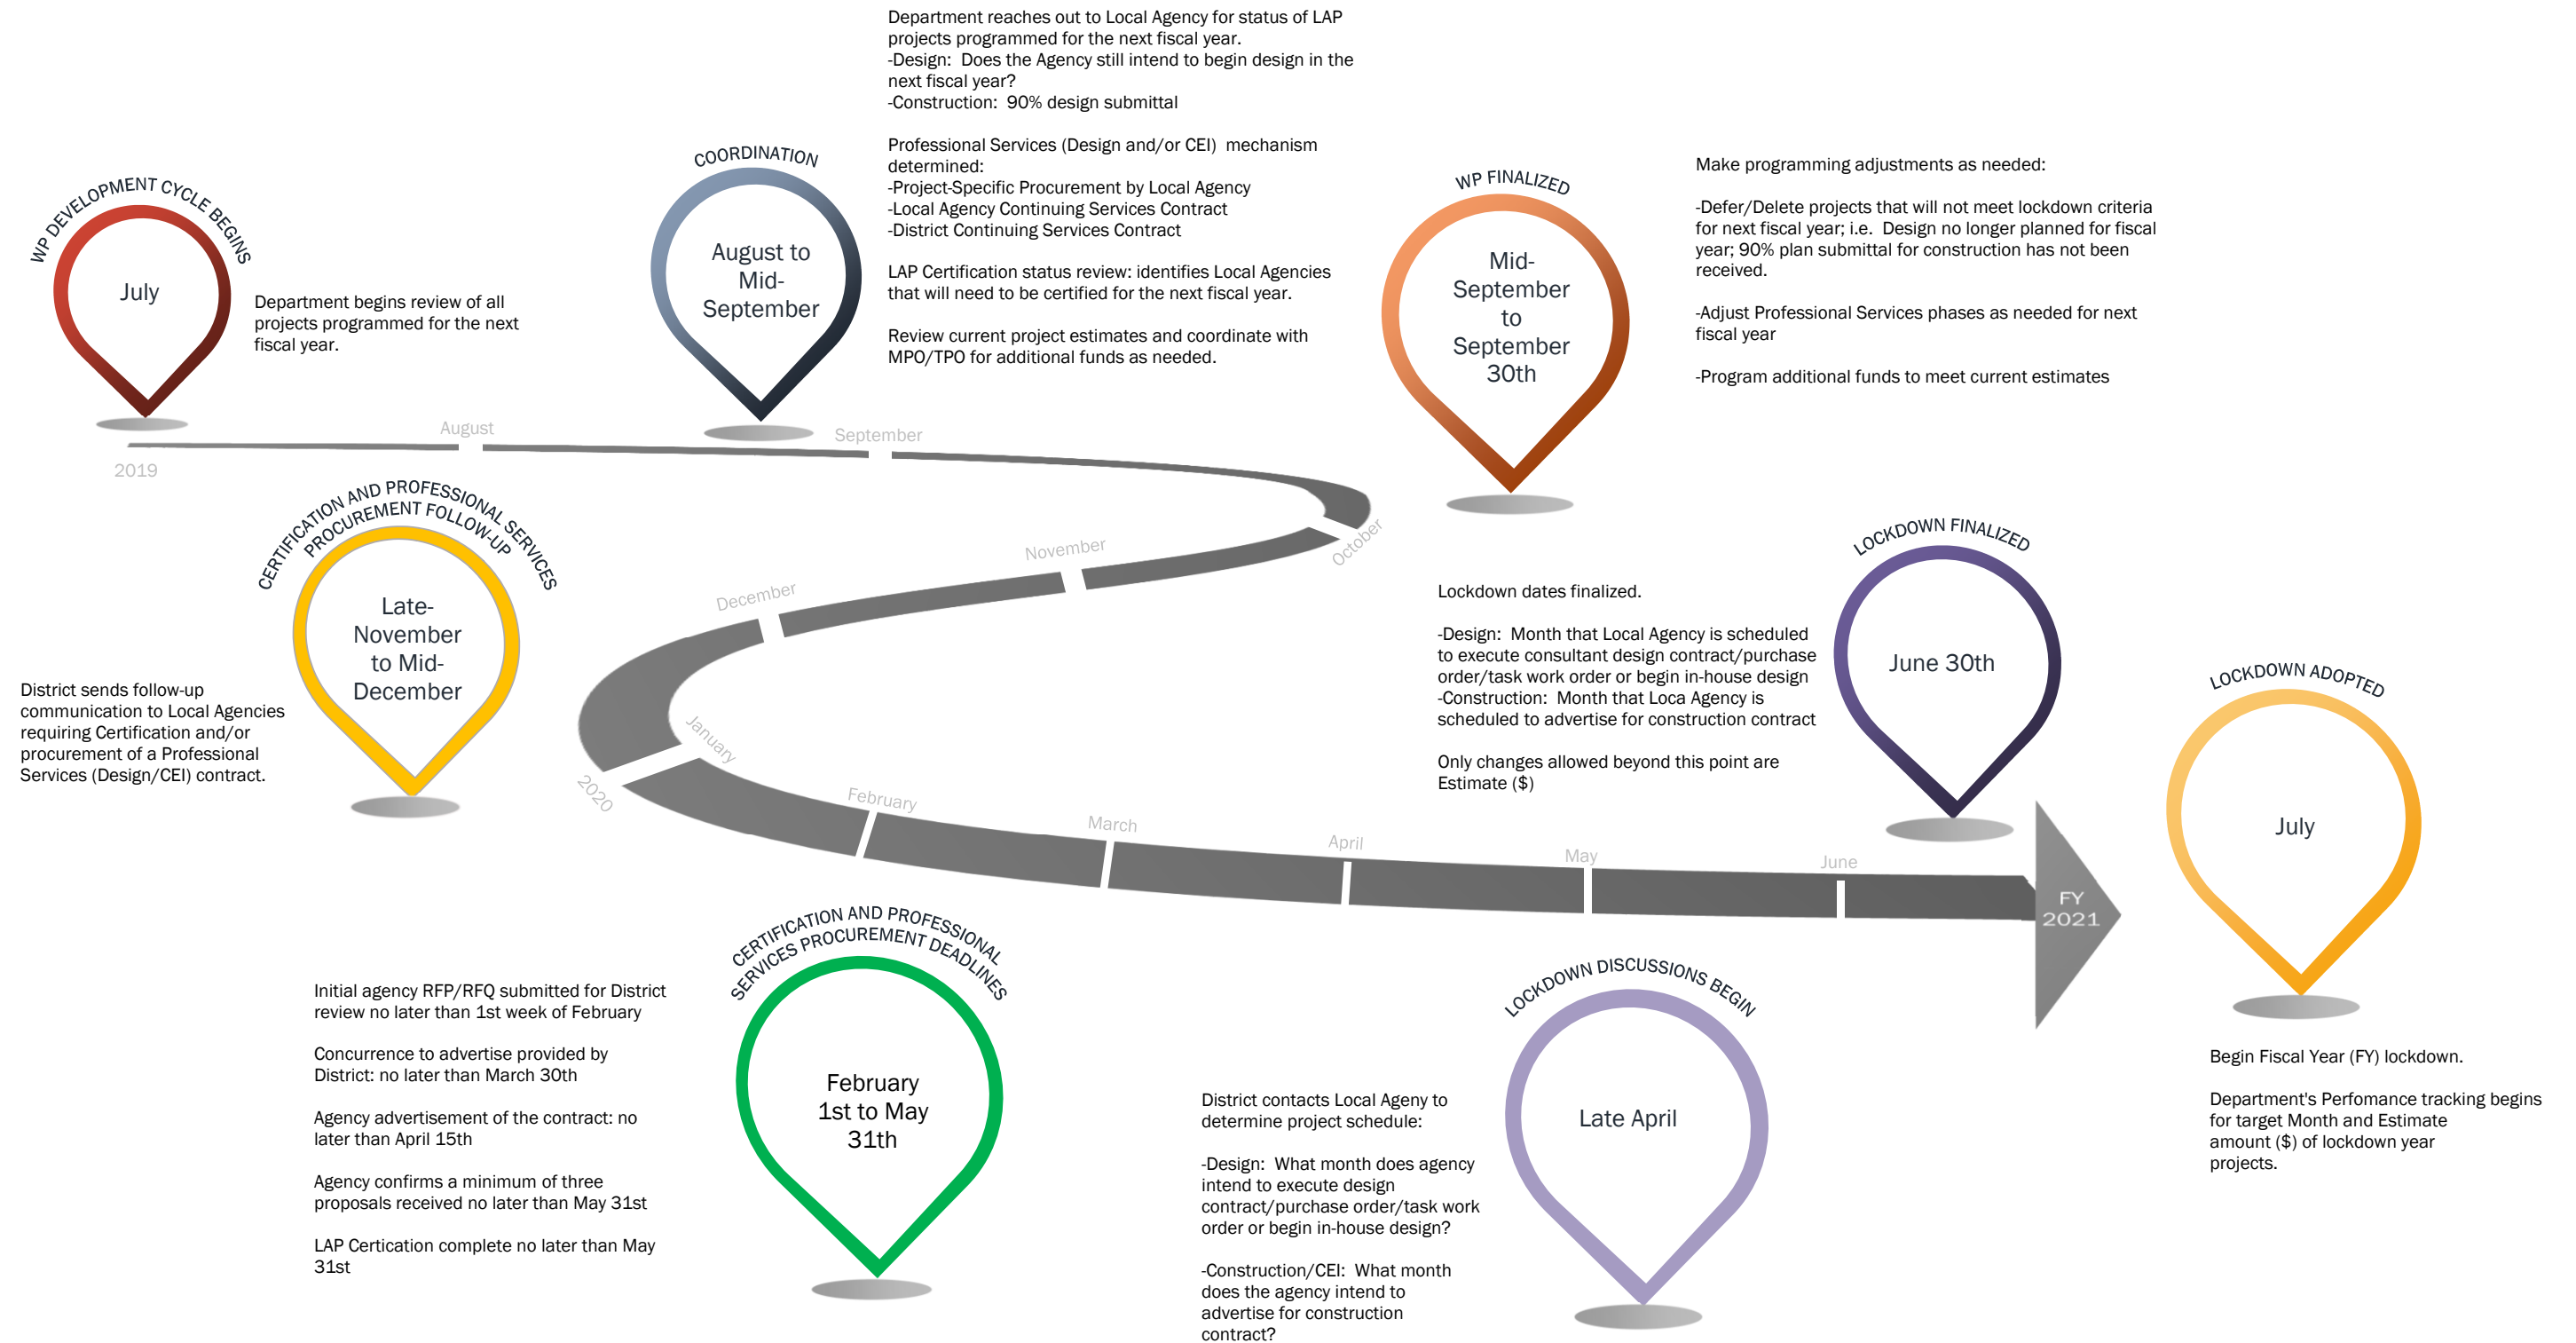 WP DEVELOPMENT CYCLE BEGINS
July
Department begins review of all
projects programmed for the next
fiscal year.
COORDINATION
August to
Mid-
September
Department reaches out to Local Agency for status of LAP
projects programmed for the next fiscal year.
-Design:  Does the Agency still intend to begin design in the
next fiscal year?
-Construction:  90% design submittal
Professional Services (Design and/or CEI)  mechanism
determined:
-Project-Specific Procurement by Local Agency
-Local Agency Continuing Services Contract
-District Continuing Services Contract
LAP Certification status review: identifies Local Agencies
that will need to be certified for the next fiscal year.
Review current project estimates and coordinate with
MPO/TPO for additional funds as needed.
WP FINALIZED
Mid-
September
to
September
30th
Make programming adjustments as needed:
-Defer/Delete projects that will not meet lockdown criteria
for next fiscal year; i.e.  Design no longer planned for fiscal
year; 90% plan submittal for construction has not been
received.
-Adjust Professional Services phases as needed for next
fiscal year
-Program additional funds to meet current estimates
2019
August
September
October
November
December
CERTIFICATION AND PROFESSIONAL SERVICES
PROCUREMENT FOLLOW-UP
Late-
November
to Mid-
December
District sends follow-up
communication to Local Agencies
requiring Certification and/or
procurement of a Professional
Services (Design/CEI) contract.
January
2020
February
March
April
May
June
FY
2021
CERTIFICATION AND PROFESSIONAL
SERVICES PROCUREMENT DEADLINES
February
1st to May
31th
Initial agency RFP/RFQ submitted for District
review no later than 1st week of February
Concurrence to advertise provided by
District: no later than March 30th
Agency advertisement of the contract: no
later than April 15th
Agency confirms a minimum of three
proposals received no later than May 31st
LAP Certication complete no later than May
31st
LOCKDOWN DISCUSSIONS BEGIN
Late April
District contacts Local Ageny to
determine project schedule:
-Design:  What month does agency
intend to execute design
contract/purchase order/task work
order or begin in-house design?
-Construction/CEI:  What month
does the agency intend to
advertise for construction
contract?
LOCKDOWN FINALIZED
June 30th
Lockdown dates finalized.
-Design:  Month that Local Agency is scheduled
to execute consultant design contract/purchase
order/task work order or begin in-house design
-Construction:  Month that Loca Agency is
scheduled to advertise for construction contract
Only changes allowed beyond this point are
Estimate ($)
LOCKDOWN ADOPTED
July
Begin Fiscal Year (FY) lockdown.
Department's Perfomance tracking begins
for target Month and Estimate
amount ($) of lockdown year
projects.